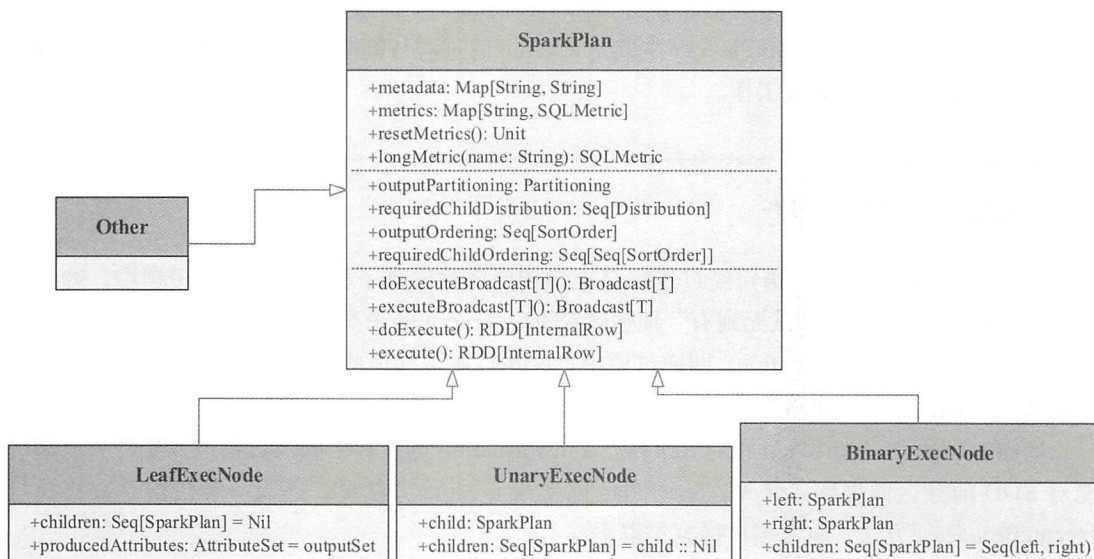 SparkPlan
+metadata: Map[String, String]
+metrics: Map[String, SQLMetric]
+resetMetrics(): Unit
+longMetric(name: String): SQLMetric
+outputPartitioning: Partitioning
+requiredChildDistribution: Seq[Distribution]
+outputOrdering: Seq[SortOrder]
+requiredChildOrdering: Seq[Seq[SortOrder]]
+doExecuteBroadcast[T](): Broadcast[T]
+executeBroadcast[T](): Broadcast[T]
+doExecute(): RDD[InternalRow]
+execute(): RDD[InternalRow]
Other
LeafExecNode
+children: Seq[SparkPlan] = Nil
+producedAttributes: AttributeSet = outputSet
UnaryExecNode
+child: SparkPlan
+children: Seq[SparkPlan] = child :: Nil
BinaryExecNode
+left: SparkPlan
+right: SparkPlan
+children: Seq[SparkPlan] = Seq(left, right)